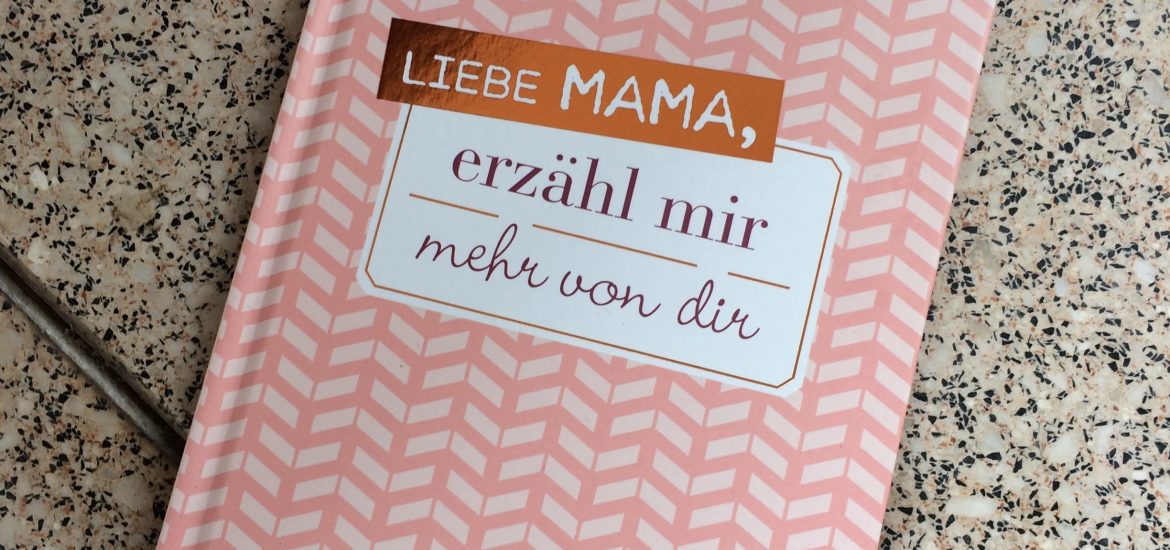 LIEBE MAMA,
erzähl mir
mehr von dir